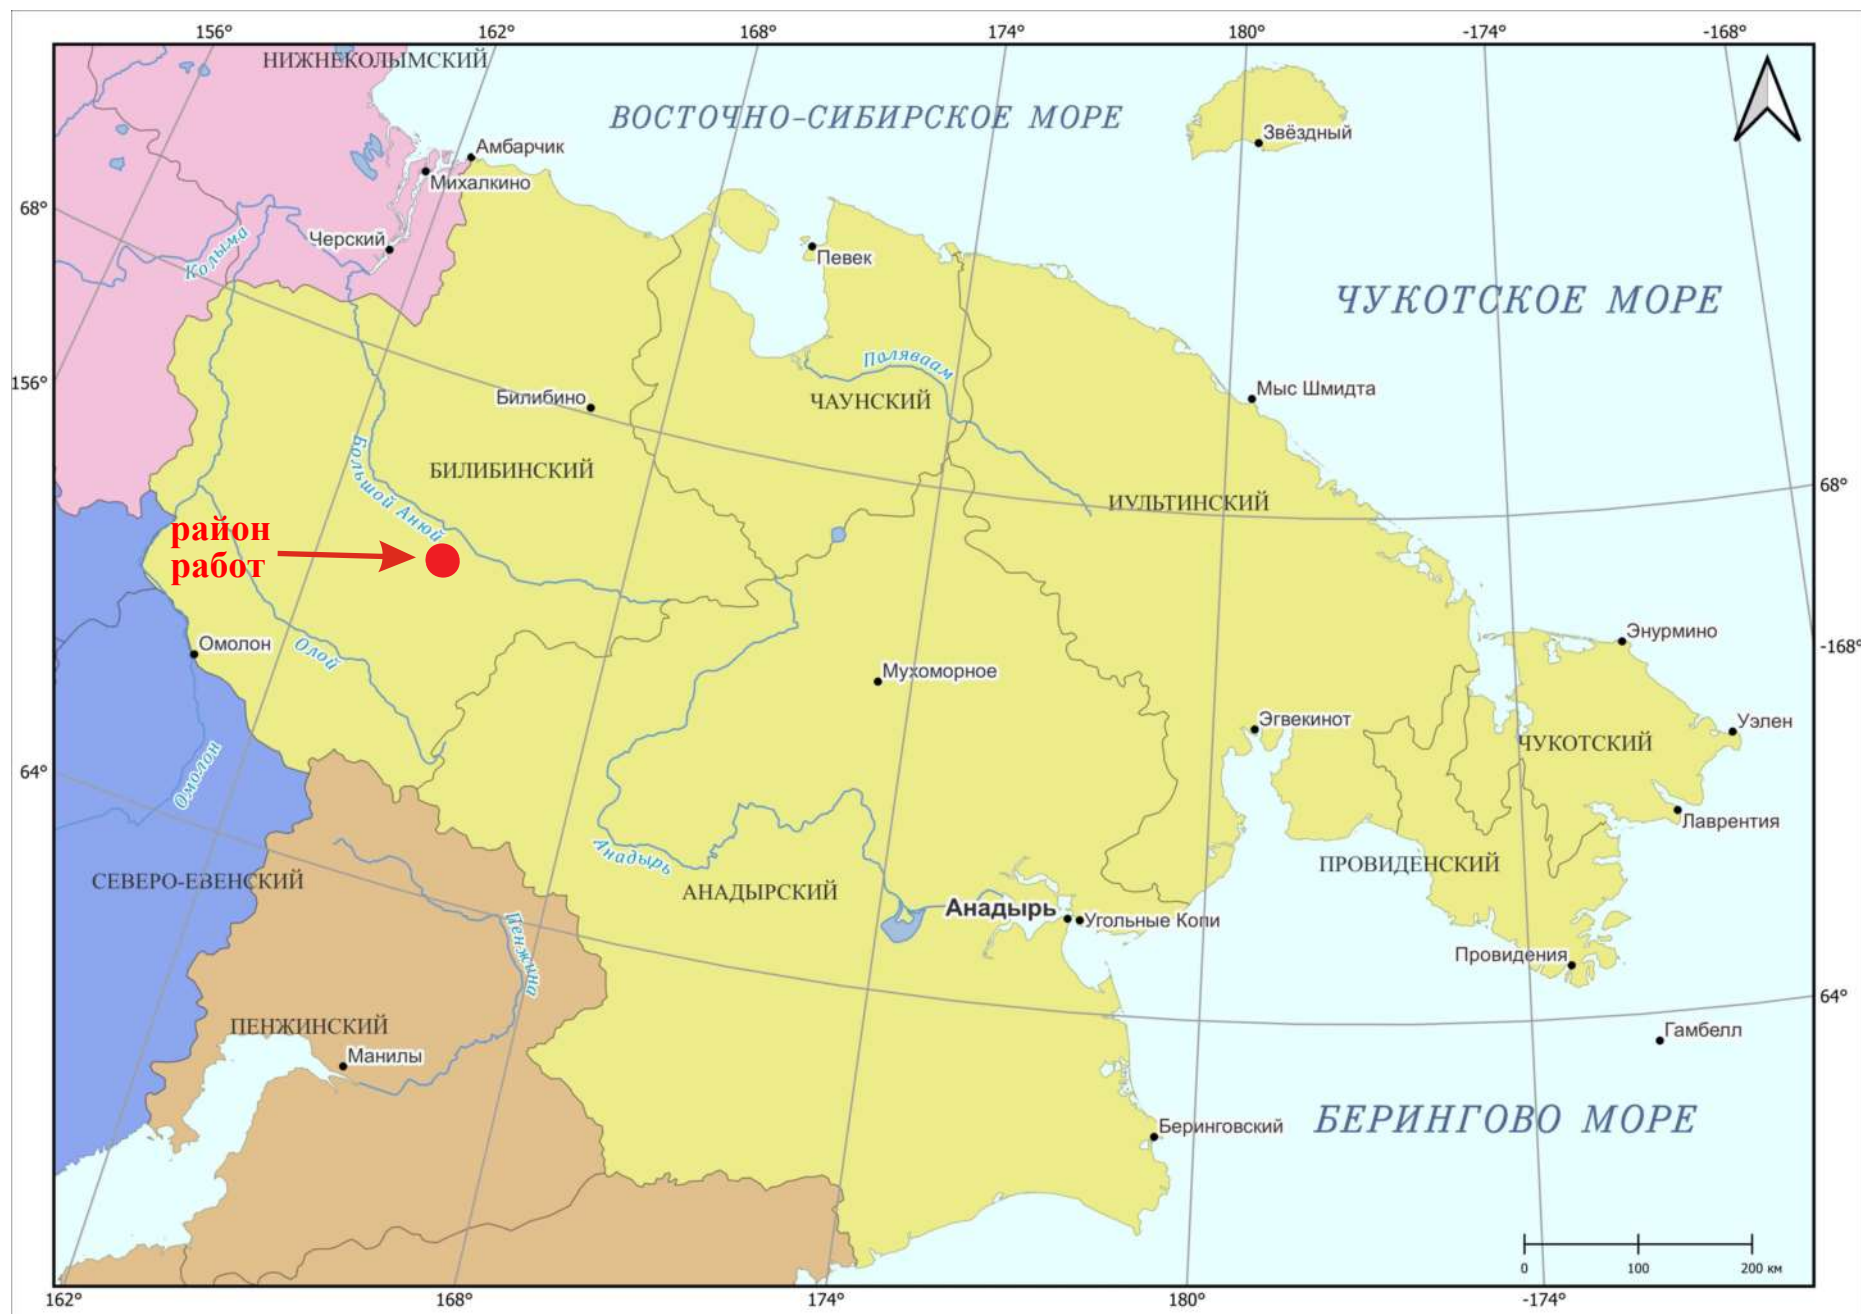 156°
162°
168°
174°
180°
-174°
-168°
НИЖНЕКОЛЫМСКИЙ
ВОСТОЧНО-СИБИРСКОЕ МОРЕ
Звёздный
Амбарчик
Михалкино
68°
Черский
Колыма
Певек
ЧУКОТСКОЕ МОРЕ
Паляваам
156°
Билибино
ЧАУНСКИЙ
Мыс Шмидта
Большой Анюй
БИЛИБИНСКИЙ
68°
ИУЛЬТИНСКИЙ
район
работ
Омолон
Олой
Энурмино
-168°
Мухоморное
Эгвекинот
Уэлен
ЧУКОТСКИЙ
64°
Омолон
Лаврентия
Анадырь
ПРОВИДЕНСКИЙ
СЕВЕРО-ЕВЕНСКИЙ
АНАДЫРСКИЙ
Анадырь
Угольные Копи
Пенжина
Провидения
64°
ПЕНЖИНСКИЙ
Манилы
Гамбелл
БЕРИНГОВО МОРЕ
Беринговский
0
100
200 км
162°
168°
174°
180°
-174°